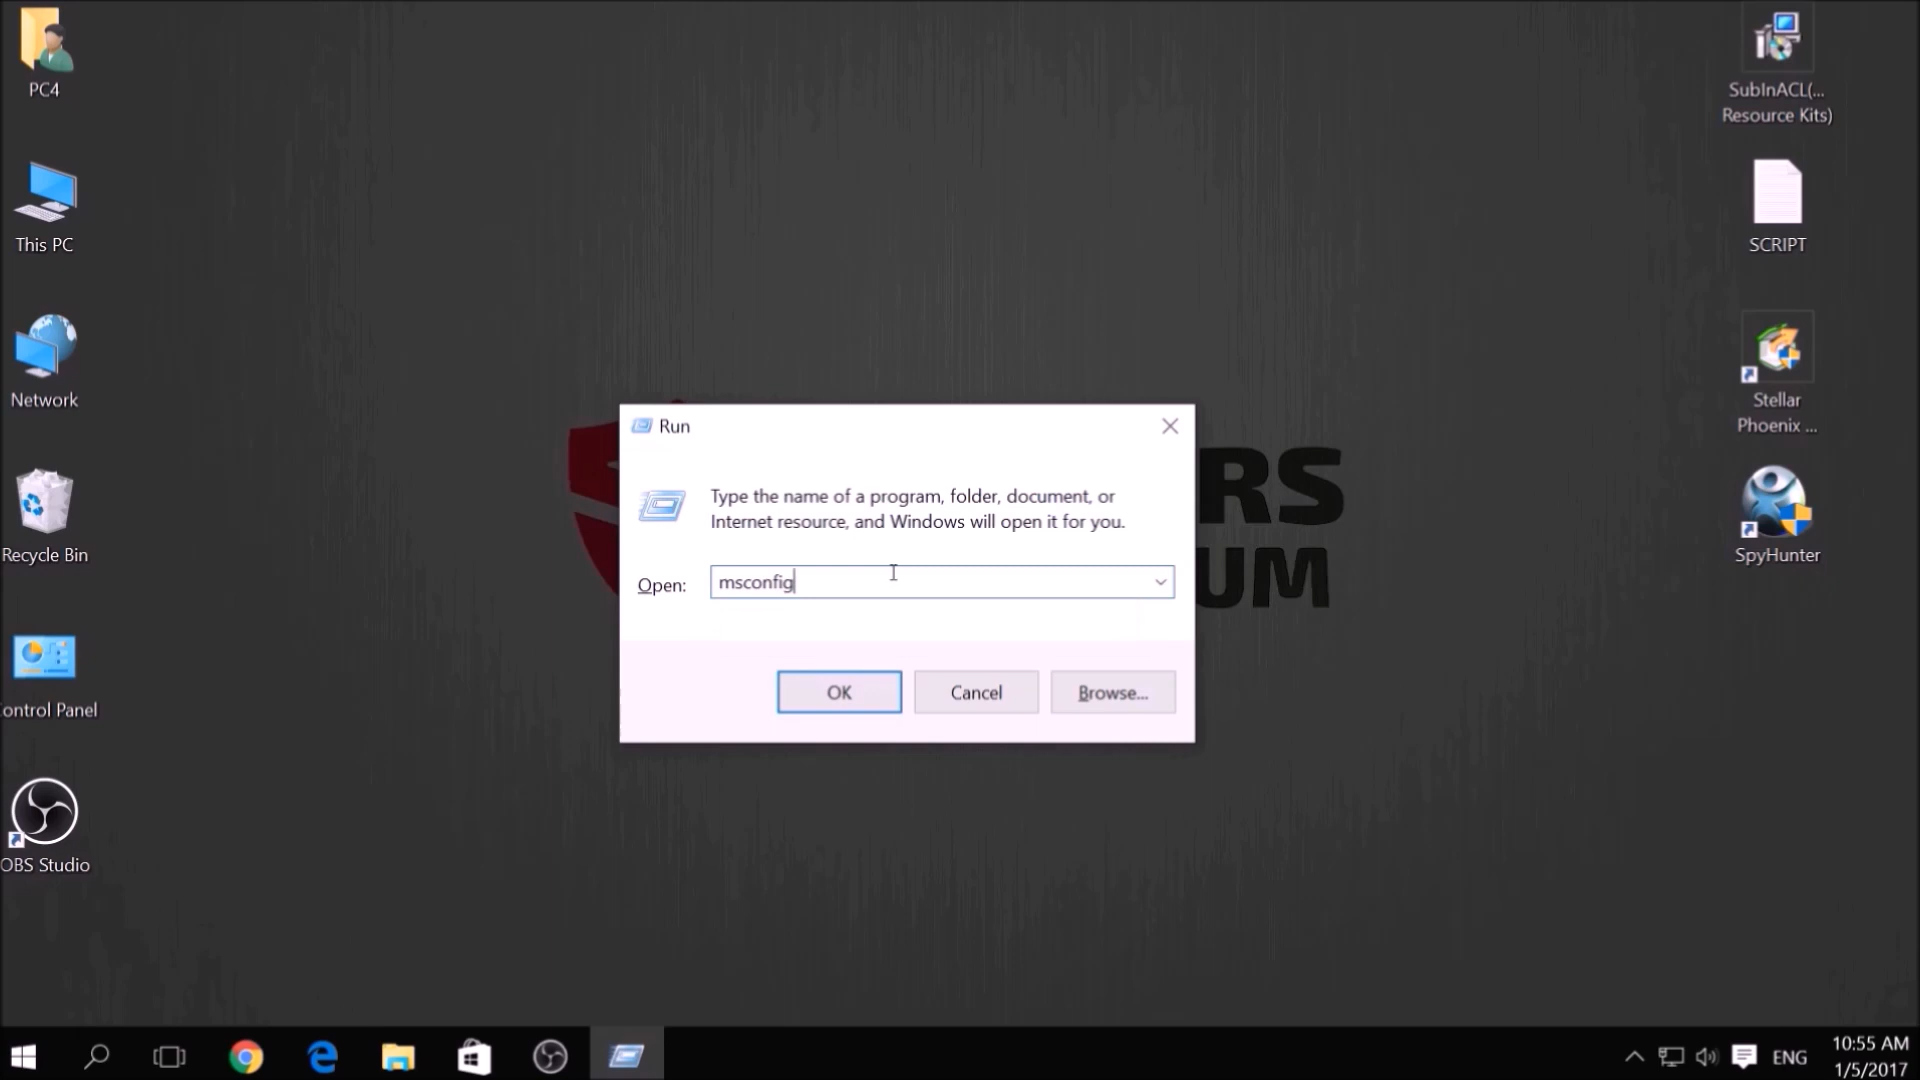 PC4
This PC
Network
Recycle Bin
ontrol Panel
OBS Studio
Run
Type the name of a program, folder, document, or
Internet resource, and Windows will open it for you.
Open:
msconfig
OK
Cancel
Browse...
RS
UM
SubInACL(...
Resource Kits)
SCRIPT
Stellar
Phoenix ...
SpyHunter
ENG
10:55 AM
1/5/2017